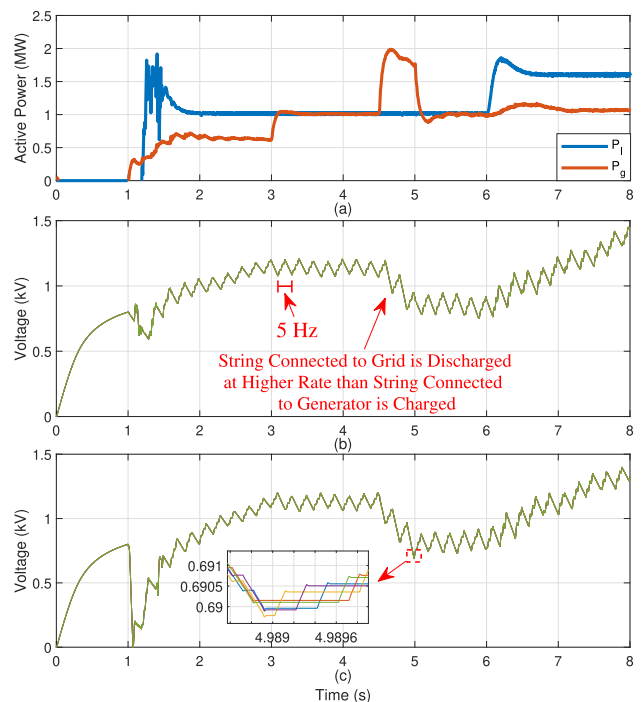 2.5
2
1.5
1
0.5
0
Active Power (MW)
P_l
P_g
0 1 2 3 4 5 6 7 8
(a)
1.5
1
0.5
0
Voltage (kV)
5 Hz
String Connected to Grid is Discharged
at Higher Rate than String Connected
to Generator is Charged
0 1 2 3 4 5 6 7 8
(b)
1.5
1
0.5
0
Voltage (kV)
0.691
0.6905
0.69
4.989 4.9896
0 1 2 3 4 5 6 7 8
(c)
Time (s)